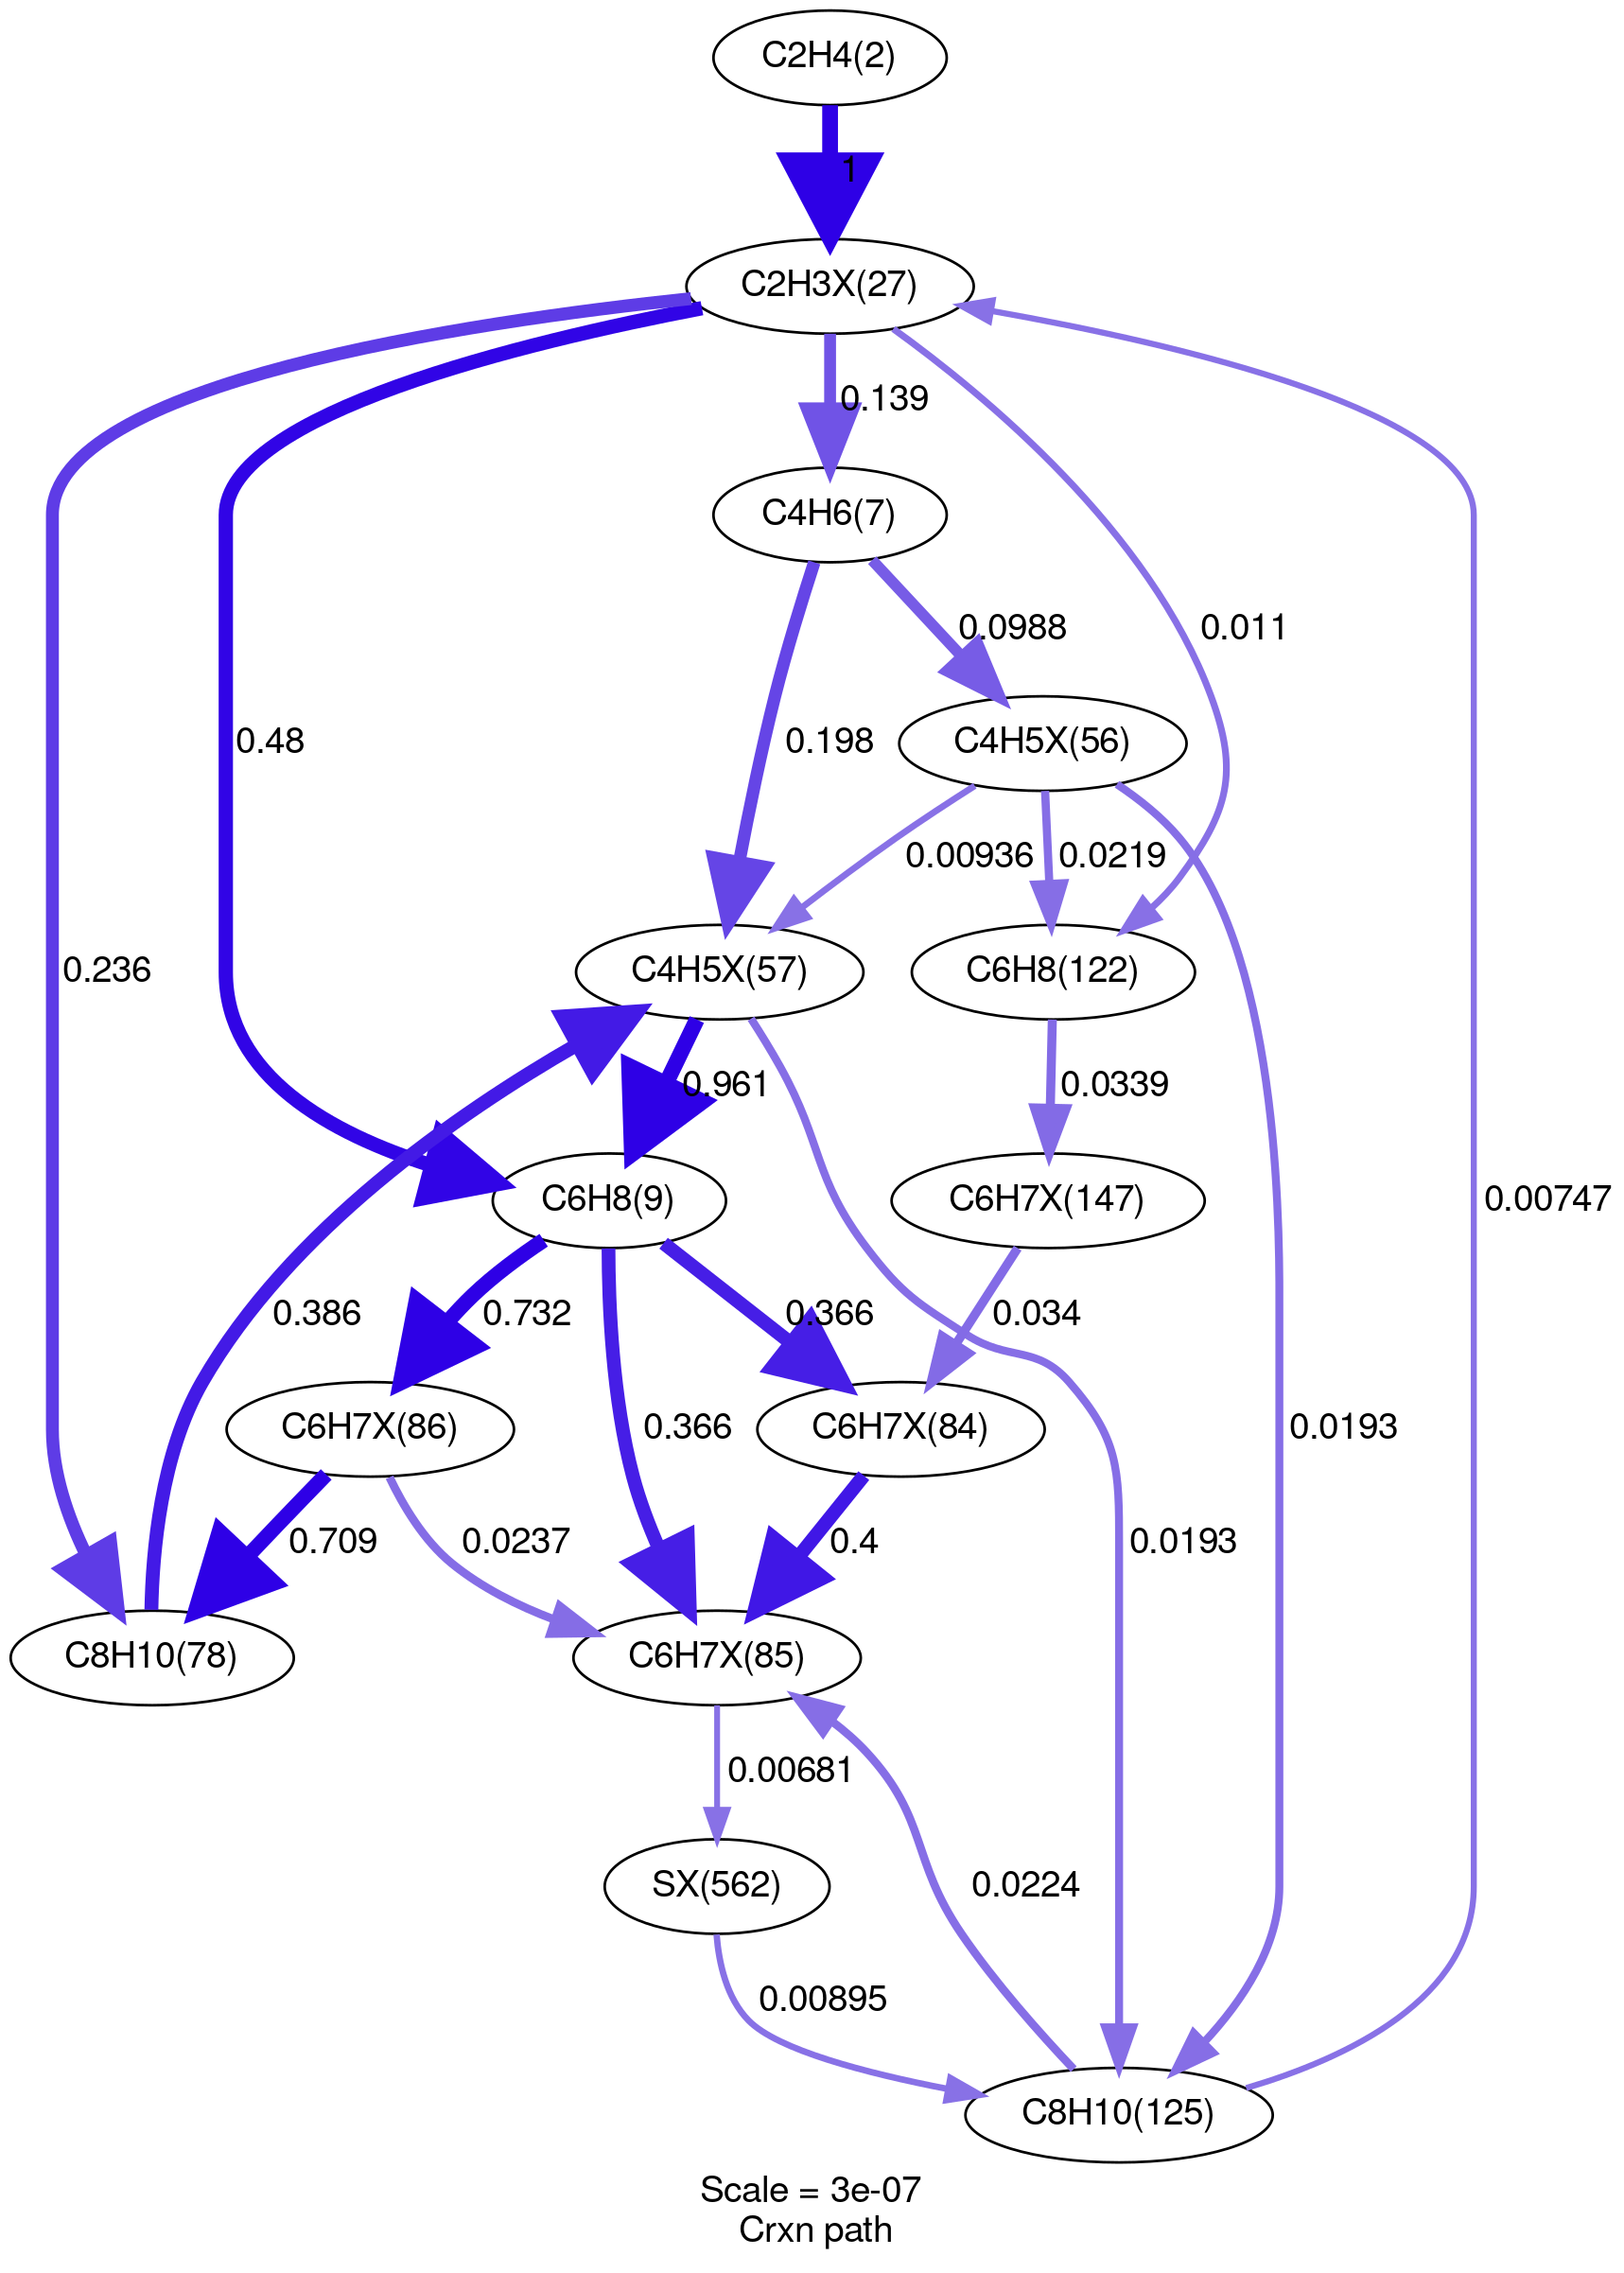 C2H4(2)
1
C2H3X(27)
0.139
C4H6(7)
0.0988
0.011
0.48
0.198
C4H5X(56)
0.00936
0.0219
0.236
C4H5X(57)
C6H8(122)
0.961
0.0339
C6H8(9)
C6H7X(147)
0.00747
0.386
0.732
0.366
0.034
C6H7X(86)
0.366
C6H7X(84)
0.0193
0.709
0.0237
0.4
0.0193
C8H10(78)
C6H7X(85)
0.00681
SX(562)
0.0224
0.00895
C8H10(125)
Scale = 3e-07
Crxn path